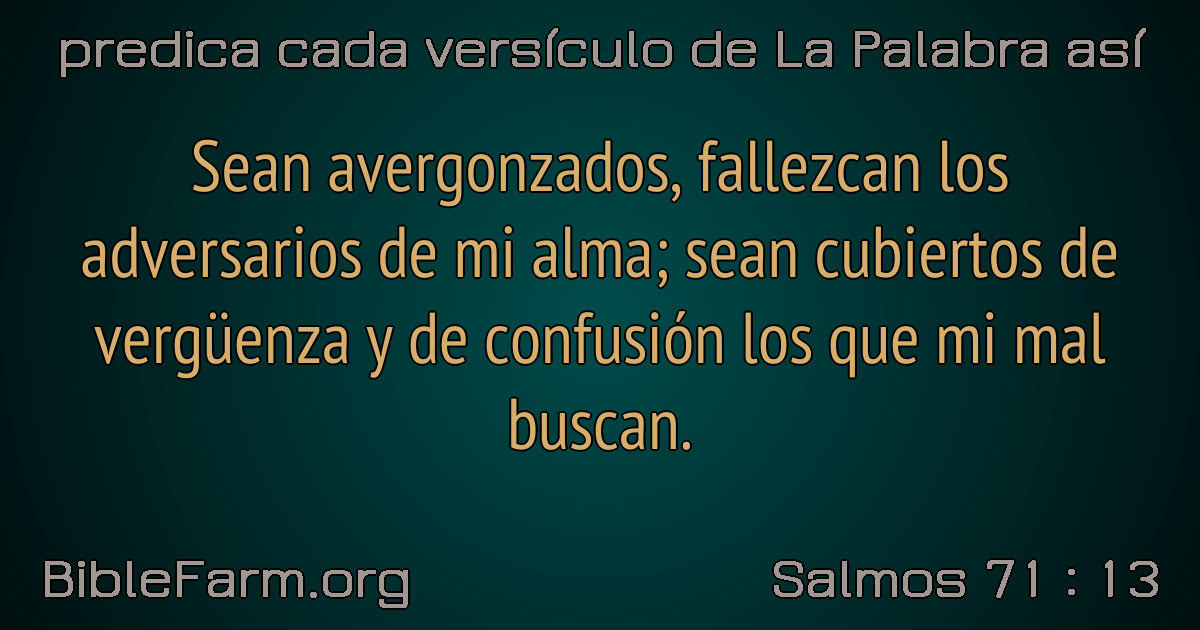 predica cada versículo de La Palabra así
Sean avergonzados, fallezcan los
adversarios de mi alma; sean cubiertos de
vergüenza y de confusión los que mi mal
buscan.
BibleFarm.org
Salmos 71 : 13